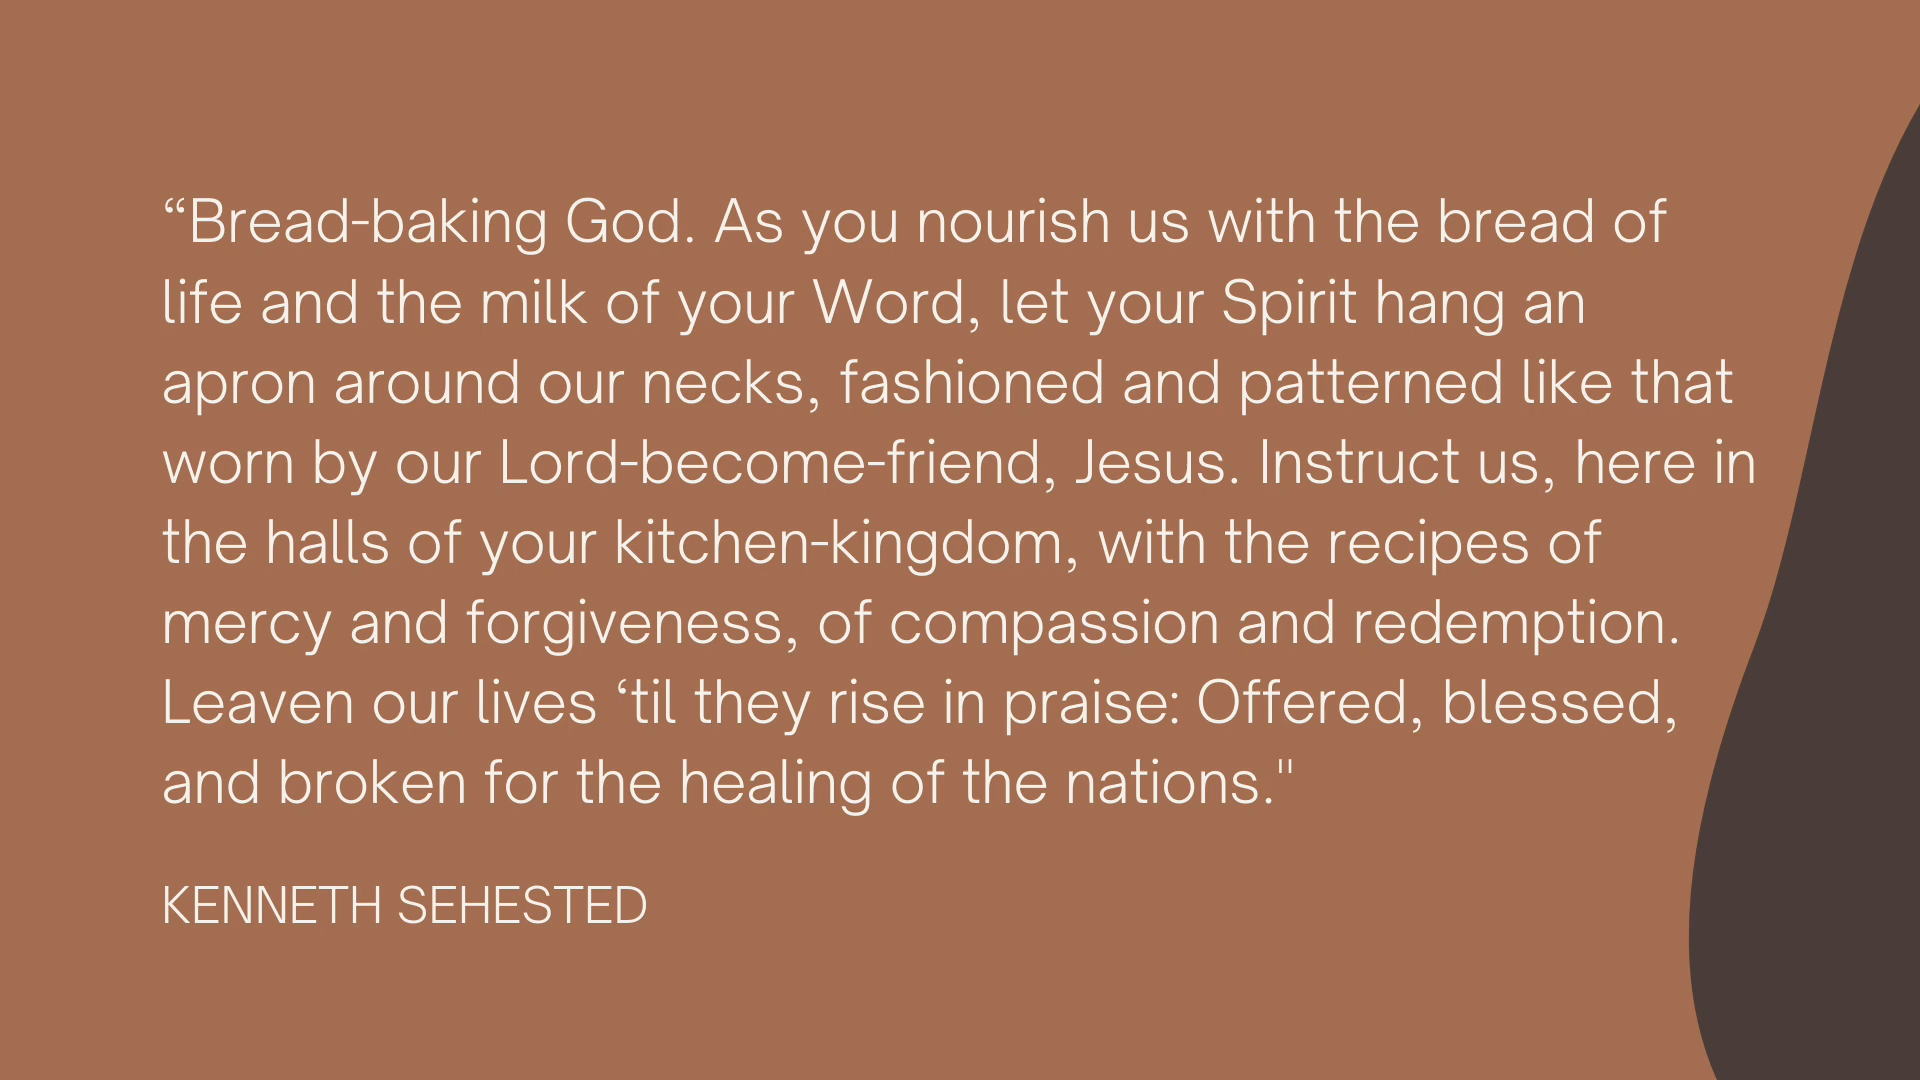 “Bread-baking God. As you nourish us with the bread of
life and the milk of your Word, let your Spirit hang an
apron around our necks, fashioned and patterned like that
worn by our Lord-become-friend, Jesus. Instruct us, here in
the halls of your kitchen-kingdom, with the recipes of
mercy and forgiveness, of compassion and redemption.
Leaven our lives ‘til they rise in praise: Offered, blessed,
and broken for the healing of the nations."
KENNETH SEHESTED